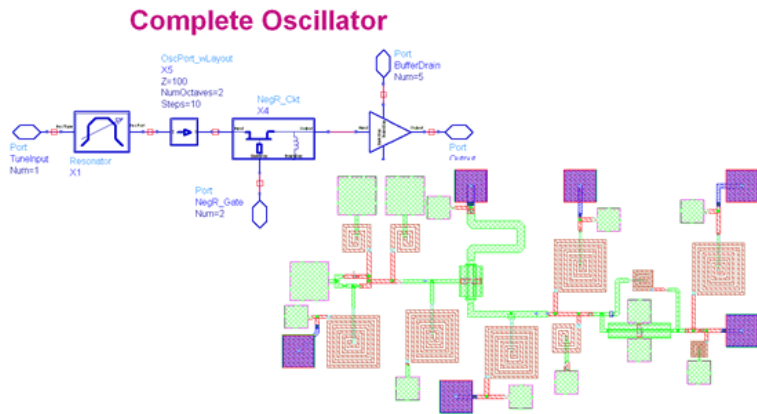 Complete Oscillator
OscPort_wLayout
X5
Z=100
NumOctaves=2
Steps=10
Port
BufferDrain
Num=5
NegR_Ckt
X4
Port
TuneInput
Num=1
Resonator
X1
Port
NegR_Gate
Num=2
Port